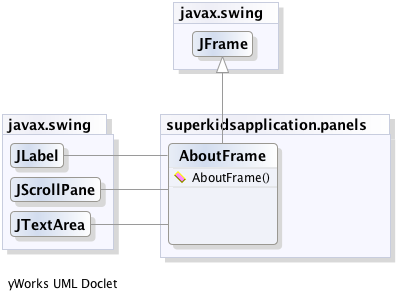 javax.swing
JFrame
javax.swing
JLabel
JScrollPane
JTextArea
superkidsapplication.panels
AboutFrame
AboutFrame()
yWorks UML Doclet